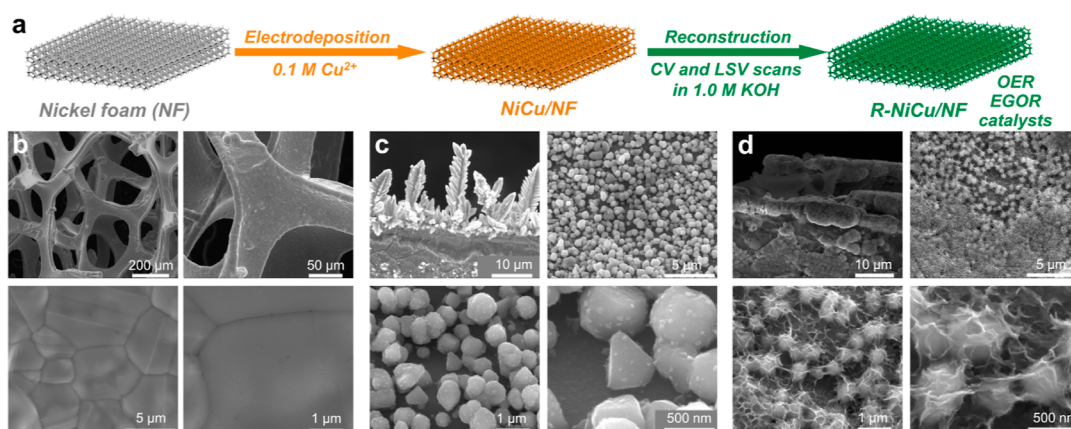 a
Electrodeposition
0.1 M Cu²⁺
Reconstruction
CV and LSV scans
in 1.0 M KOH
Nickel foam (NF)
NiCu/NF
R-NiCu/NF
OER
EGOR
catalysts
b
200 µm
50 µm
5 µm
1 µm
c
10 µm
5 µm
1 µm
500 nm
d
10 µm
5 µm
1 µm
500 nm